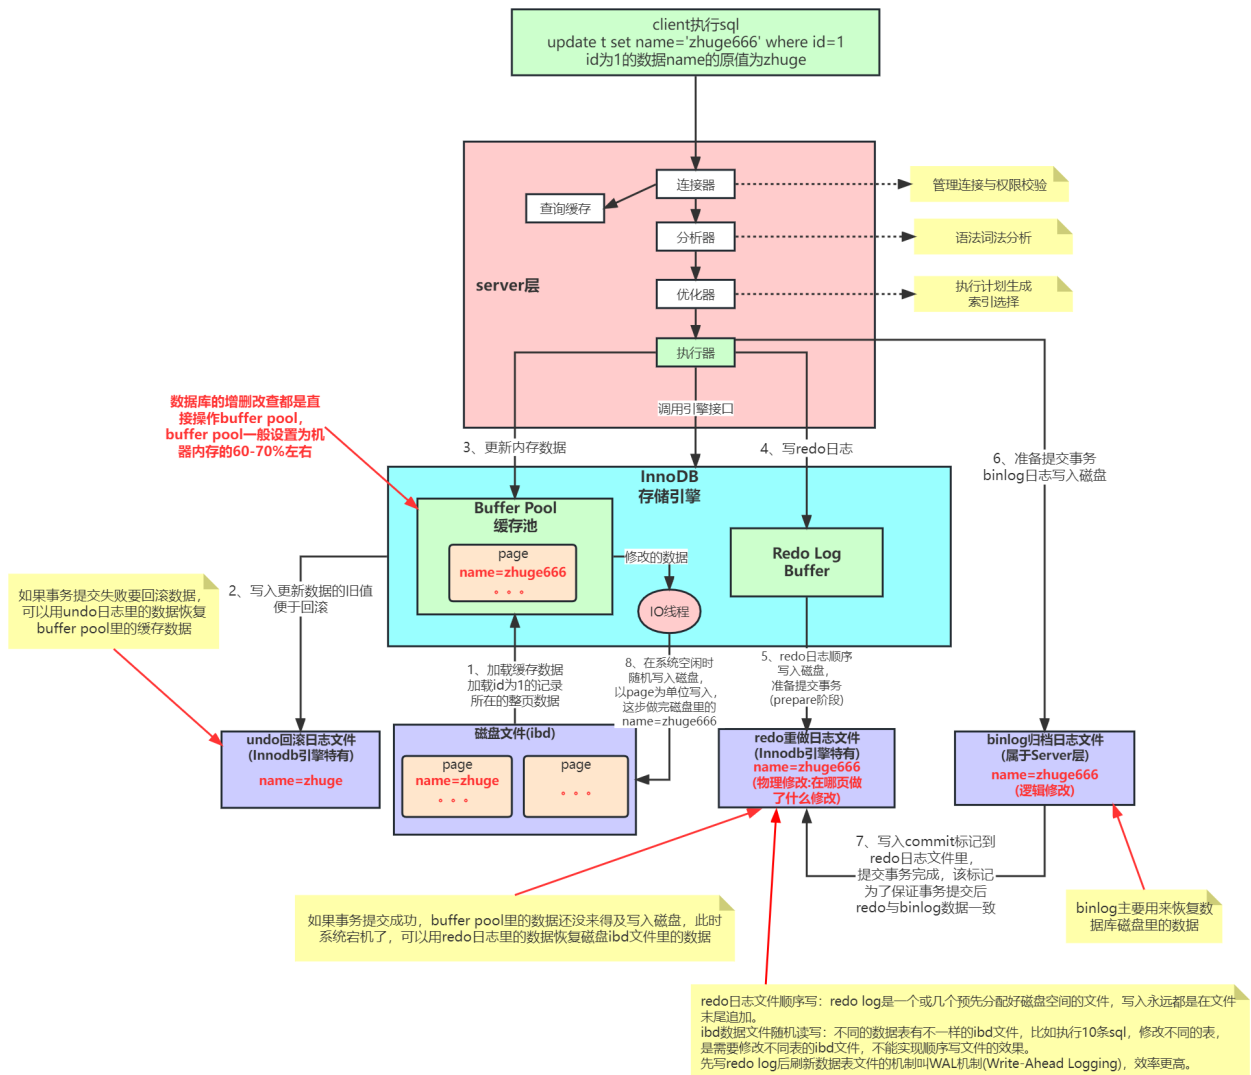 client执行sql
update t set name='zhuge666' where id=1
id为1的数据name的原值为zhuge
连接器
管理连接与权限校验
查询缓存
分析器
语法词法分析
server层
优化器
执行计划生成
索引选择
执行器
数据库的增删改查都是直
接操作buffer pool，
buffer pool一般设置为机
器内存的60-70%左右
调用引擎接口
3、更新内存数据
4、写redo日志
6、准备提交事务
binlog日志写入磁盘
InnoDB
存储引擎
Buffer Pool
缓存池
page
name=zhuge666
。。。
修改的数据
IO线程
Redo Log
Buffer
如果事务提交失败要回滚数据，
可以用undo日志里的数据恢复
buffer pool里的缓存数据
2、写入更新数据的旧值
便于回滚
1、加载缓存数据
加载id为1的记录
所在的整页数据
8、在系统空闲时
随机写入磁盘，
以page为单位写入，
这步做完磁盘里的
name=zhuge666
5、redo日志顺序
写入磁盘，
准备提交事务
(prepare阶段)
undo回滚日志文件
(Innodb引擎特有)
name=zhuge
磁盘文件(ibd)
page
name=zhuge
。。。
page
。。。
redo重做日志文件
(Innodb引擎特有)
name=zhuge666
(物理修改:在哪页做
了什么修改)
binlog归档日志文件
(属于Server层)
name=zhuge666
(逻辑修改)
7、写入commit标记到
redo日志文件里，
提交事务完成，该标记
为了保证事务提交后
redo与binlog数据一致
如果事务提交成功，buffer pool里的数据还没来得及写入磁盘，此时
系统宕机了，可以用redo日志里的数据恢复磁盘ibd文件里的数据
binlog主要用来恢复数
据库磁盘里的数据
redo日志文件顺序写：redo log是一个或几个预先分配好磁盘空间的文件，写入永远都是在文件
末尾追加。
ibd数据文件随机读写：不同的数据表有不一样的ibd文件，比如执行10条sql，修改不同的表，
是需要修改不同表的ibd文件，不能实现顺序写文件的效果。
先写redo log后刷新数据表文件的机制叫WAL机制(Write-Ahead Logging)，效率更高。